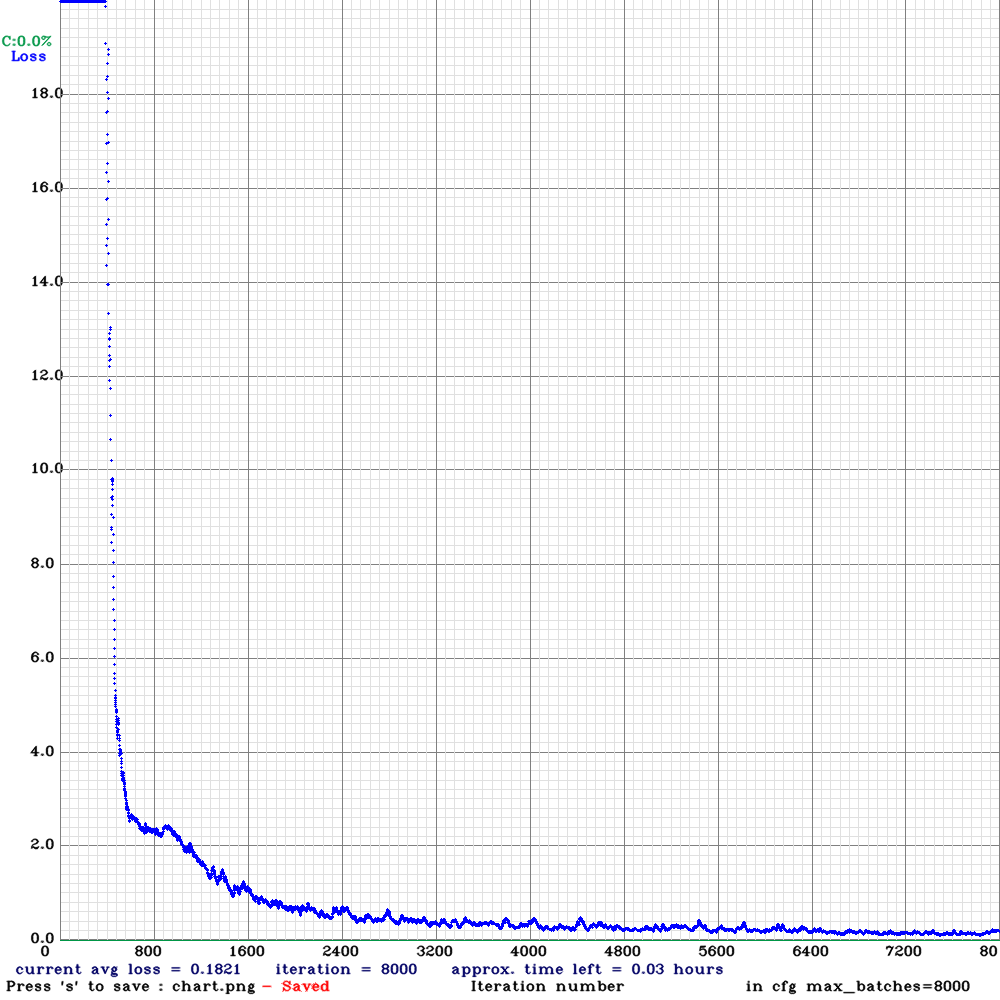 C:0.0%
Loss
18.0
16.0
14.0
12.0
10.0
8.0
6.0
4.0
2.0
0.0
0 800 1600 2400 3200 4000 4800 5600 6400 7200 80
current avg loss = 0.1821 iteration = 8000 approx. time left = 0.03 hours
Press 's' to save : chart.png - Saved Iteration number in cfg max_batches=8000